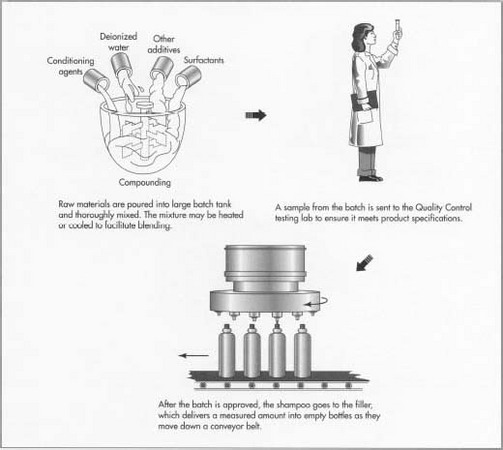 Conditioning
agents
Deionized
water
Other
additives
Surfactants
Compounding
Raw materials are poured into large batch tank
and thoroughly mixed. The mixture may be heated
or cooled to facilitate blending.
A sample from the batch is sent to the Quality Control
testing lab to ensure it meets product specifications.
After the batch is approved, the shampoo goes to the filler,
which delivers a measured amount into empty bottles as they
move down a conveyor belt.